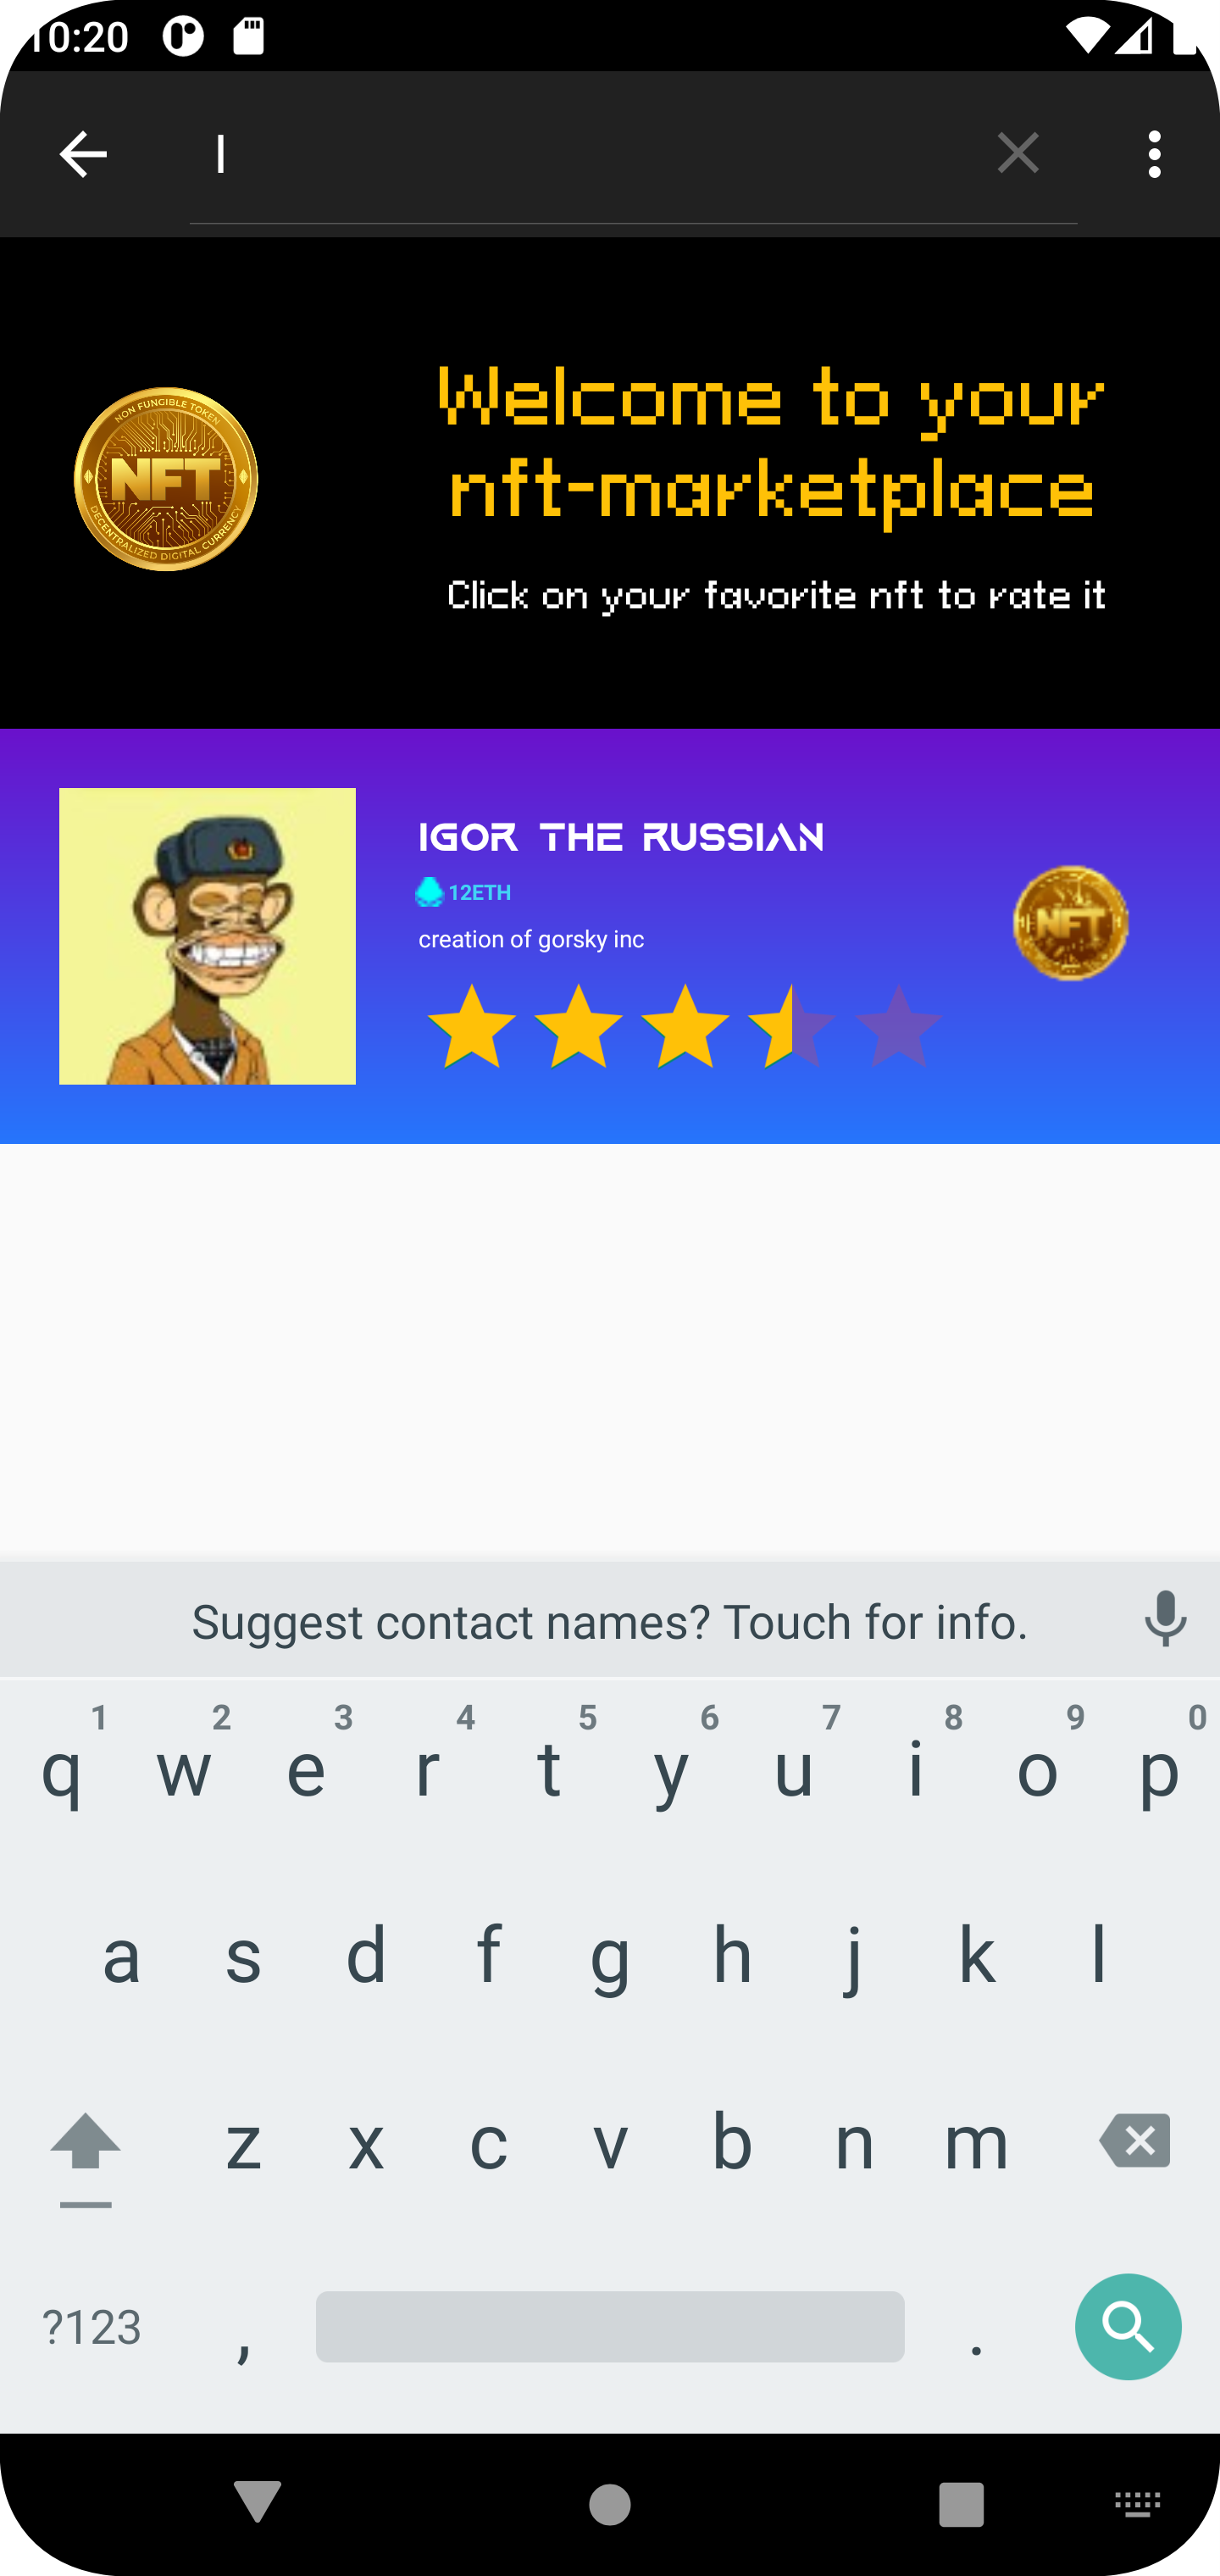 10:20
I
Welcome to your
nft-marketplace
NON FUNGIBLE TOKEN
NFT
DECENTRALIZED DIGITAL CURRENCY
Click on your favorite nft to rate it
IGOR THE RUSSIAN
12ETH
creation of gorsky inc
NFT
Suggest contact names? Touch for info.
1 2 3 4 5 6 7 8 9 0
q w e r t y u i o p
a s d f g h j k l
z x c v b n m
?123 , .